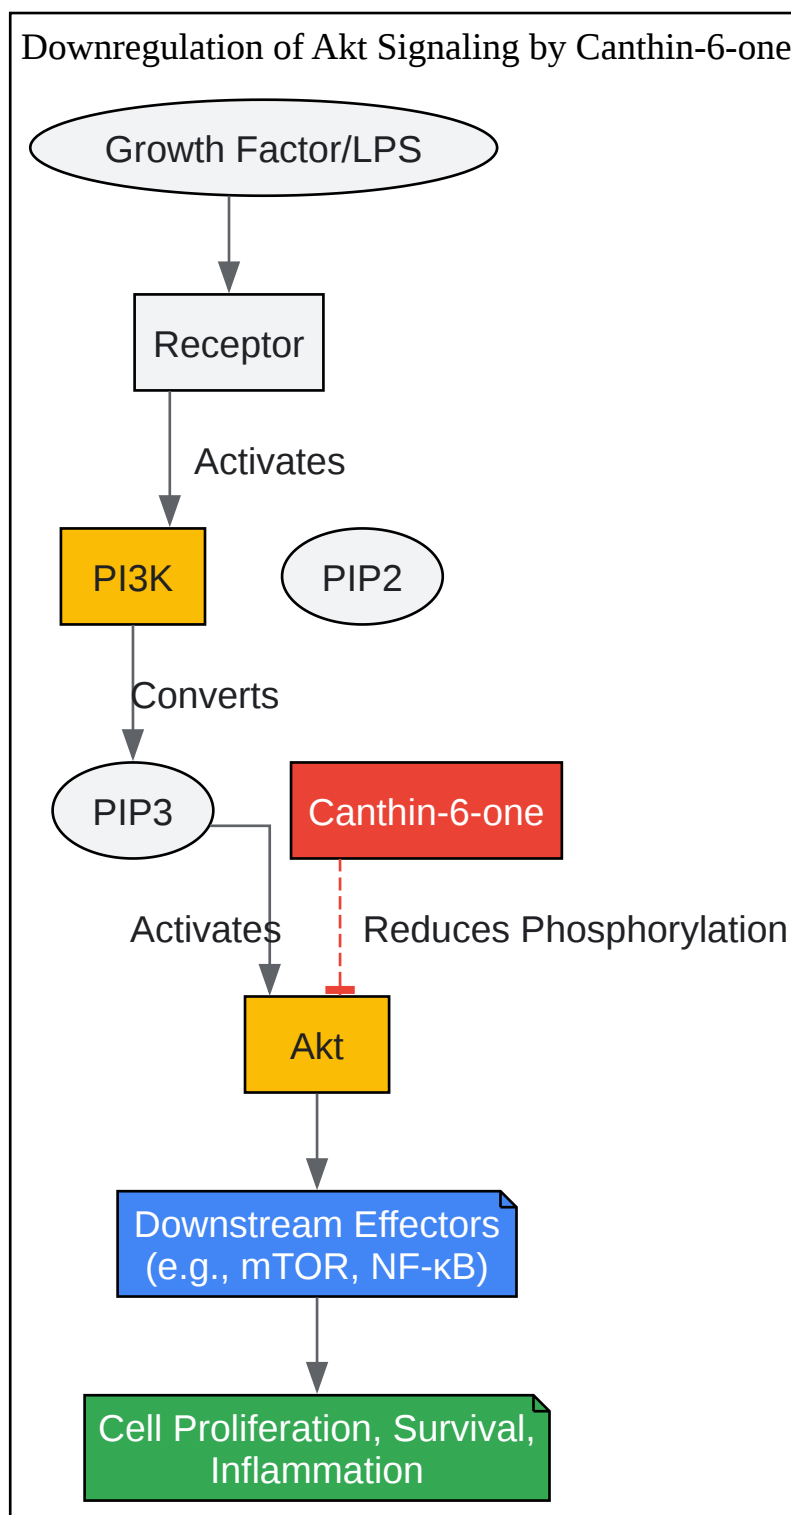 Downregulation of Akt Signaling by Canthin-6-one
Growth Factor/LPS
Receptor
Activates
PI3K
PIP2
Converts
PIP3
Canthin-6-one
Activates
Reduces Phosphorylation
Akt
Downstream Effectors
(e.g., mTOR, NF-κB)
Cell Proliferation, Survival,
Inflammation